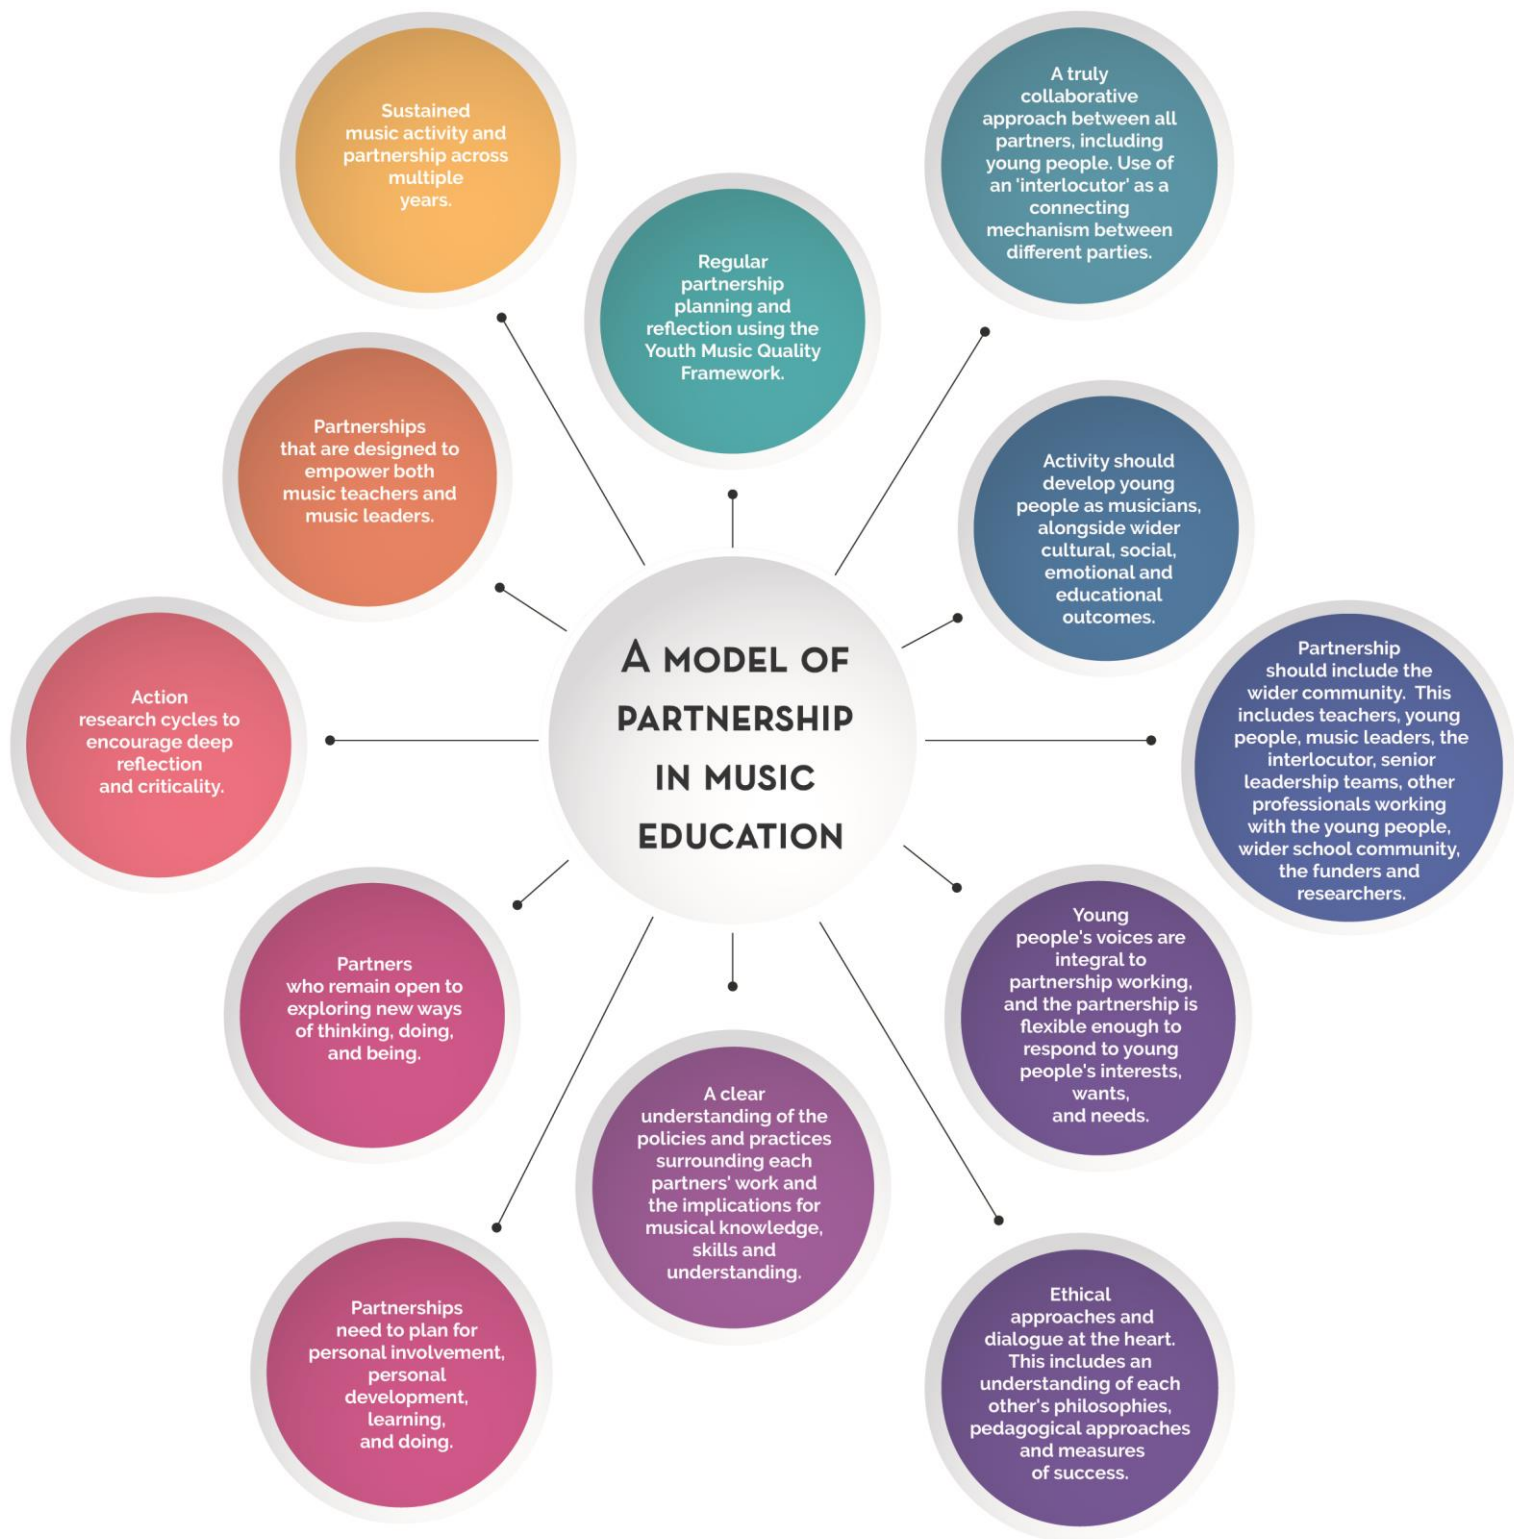 Sustained
music activity and
partnership across
multiple
years.
A truly
collaborative
approach between all
partners, including
young people. Use of
an 'interlocutor' as a
connecting
mechanism between
different parties.
Regular
partnership
planning and
reflection using the
Youth Music Quality
Framework.
Partnerships
that are designed to
empower both
music teachers and
music leaders.
Activity should
develop young
people as musicians,
alongside wider
cultural, social,
emotional and
educational
outcomes.
Action
research cycles to
encourage deep
reflection
and criticality.
A MODEL OF
PARTNERSHIP
IN MUSIC
EDUCATION
Partnership
should include the
wider community. This
includes teachers, young
people, music leaders, the
interlocutor, senior
leadership teams, other
professionals working
with the young people,
wider school community,
the funders and
researchers.
Partners
who remain open to
exploring new ways
of thinking, doing,
and being.
Young
people's voices are
integral to
partnership working,
and the partnership is
flexible enough to
respond to young
people's interests,
wants,
and needs.
A clear
understanding of the
policies and practices
surrounding each
partners' work and
the implications for
musical knowledge,
skills and
understanding.
Partnerships
need to plan for
personal involvement,
personal
development,
learning,
and doing.
Ethical
approaches and
dialogue at the heart.
This includes an
understanding of each
other's philosophies,
pedagogical approaches
and measures
of success.